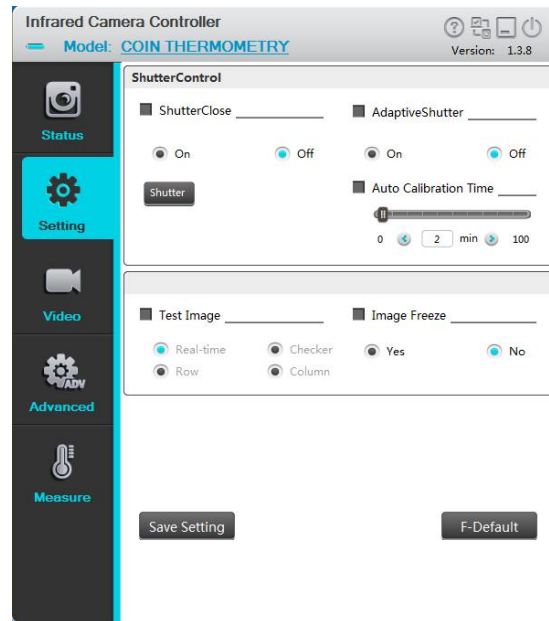 Infrared Camera Controller
Model: COIN THERMOMETRY
Version: 1.3.8
Status
Setting
Video
Advanced
ADV
Measure
ShutterControl
ShutterClose
On Off
Shutter
AdaptiveShutter
On Off
Auto Calibration Time
0 2 min 100
Test Image
Real-time Checker
Row Column
Image Freeze
Yes No
Save Setting F-Default